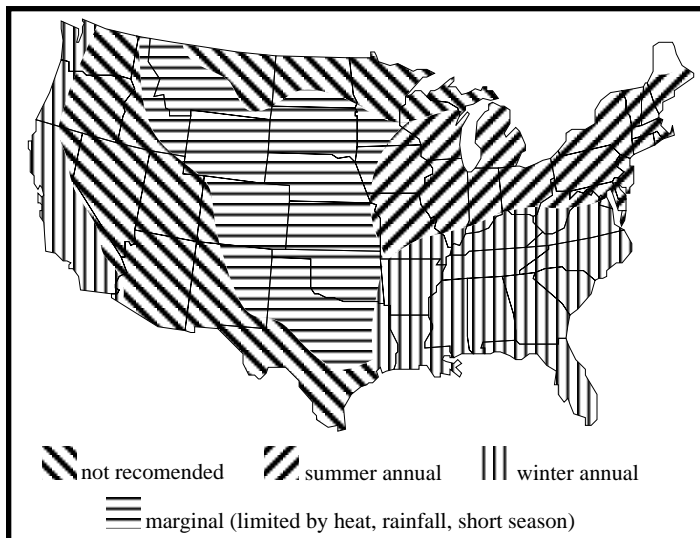 not recomended
summer annual
winter annual
marginal (limited by heat, rainfall, short season)